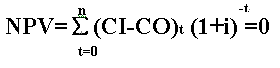 NPV=Σ(CI-CO)t (1+i)-t=0
n
t=0